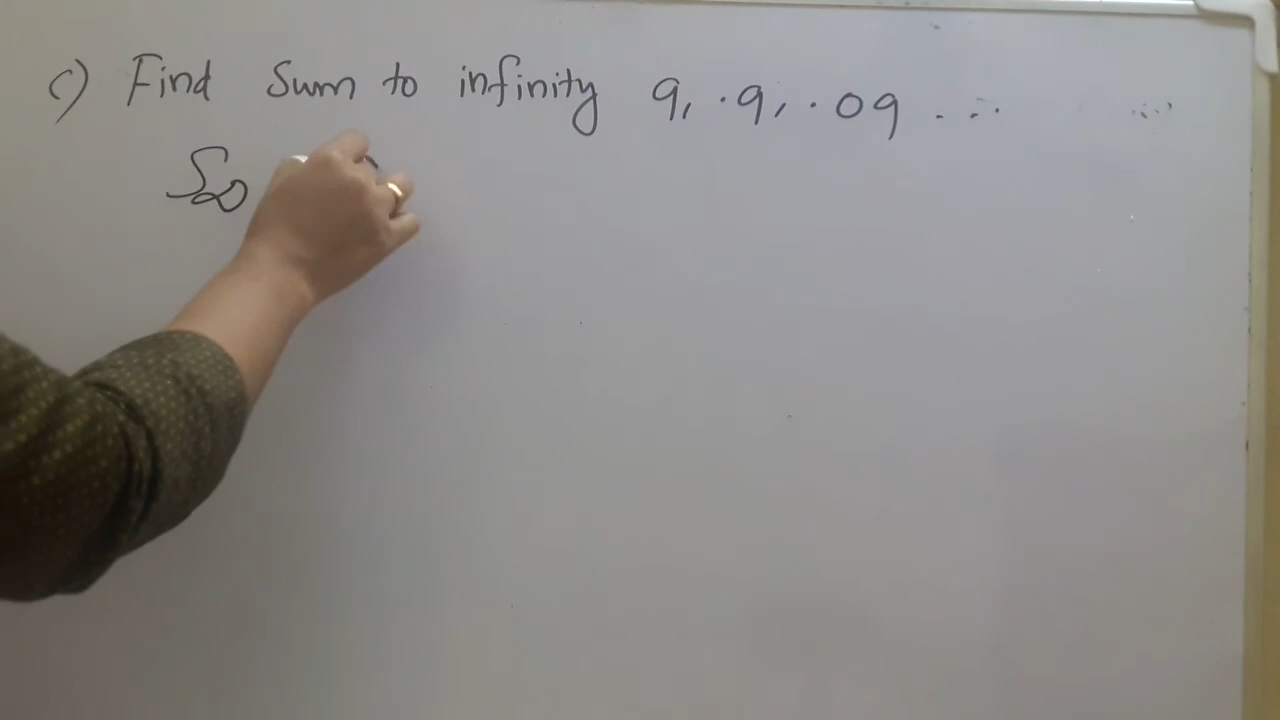 c) Find Sum to infinity 9, .9, .09 ....
S∞